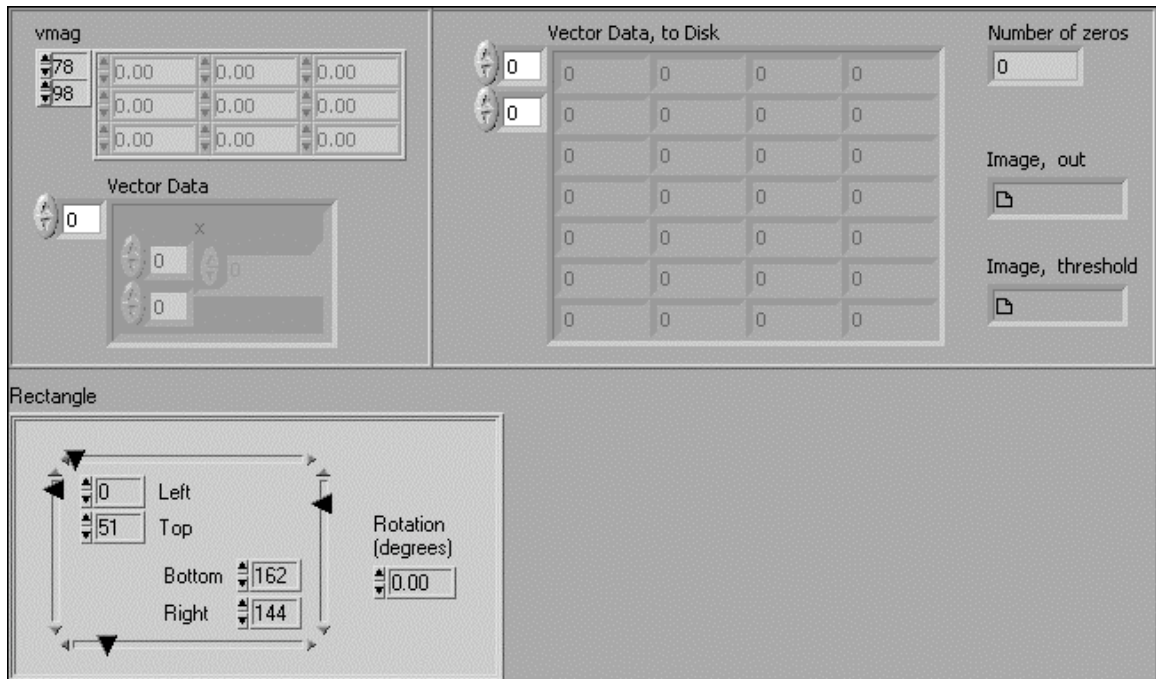 vmag
78
98
0.00 0.00 0.00
0.00 0.00 0.00
0.00 0.00 0.00
Vector Data
0
x
0 0
0
Vector Data, to Disk
0
0
0 0 0 0
0 0 0 0
0 0 0 0
0 0 0 0
0 0 0 0
0 0 0 0
0 0 0 0
Number of zeros
0
Image, out
Image, threshold
Rectangle
0 Left
51 Top
Bottom 162
Right 144
Rotation
(degrees)
0.00